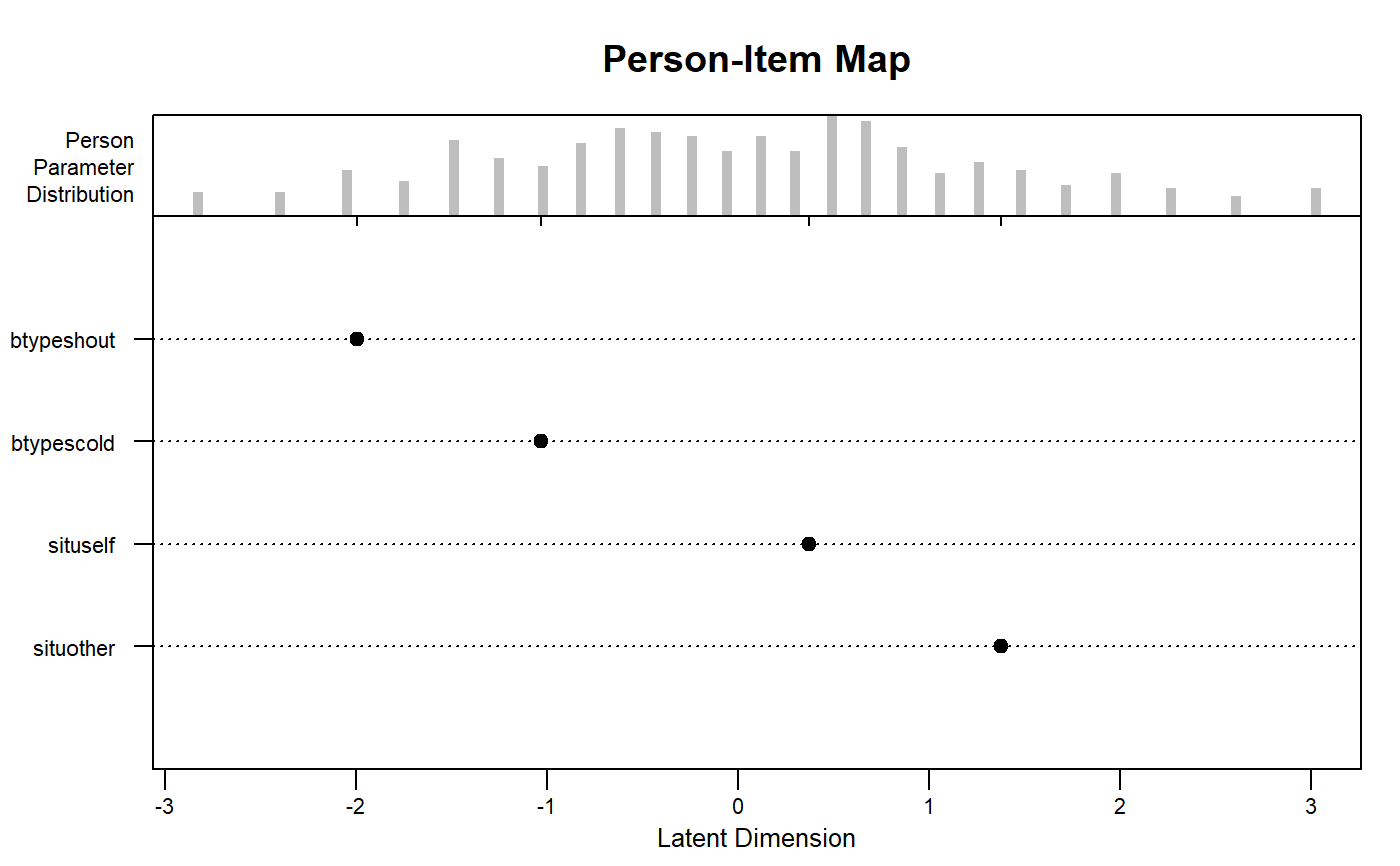 Person-Item Map
Person
Parameter
Distribution
btypeshout
btypescold
situself
situother
-3 -2 -1 0 1 2 3
Latent Dimension